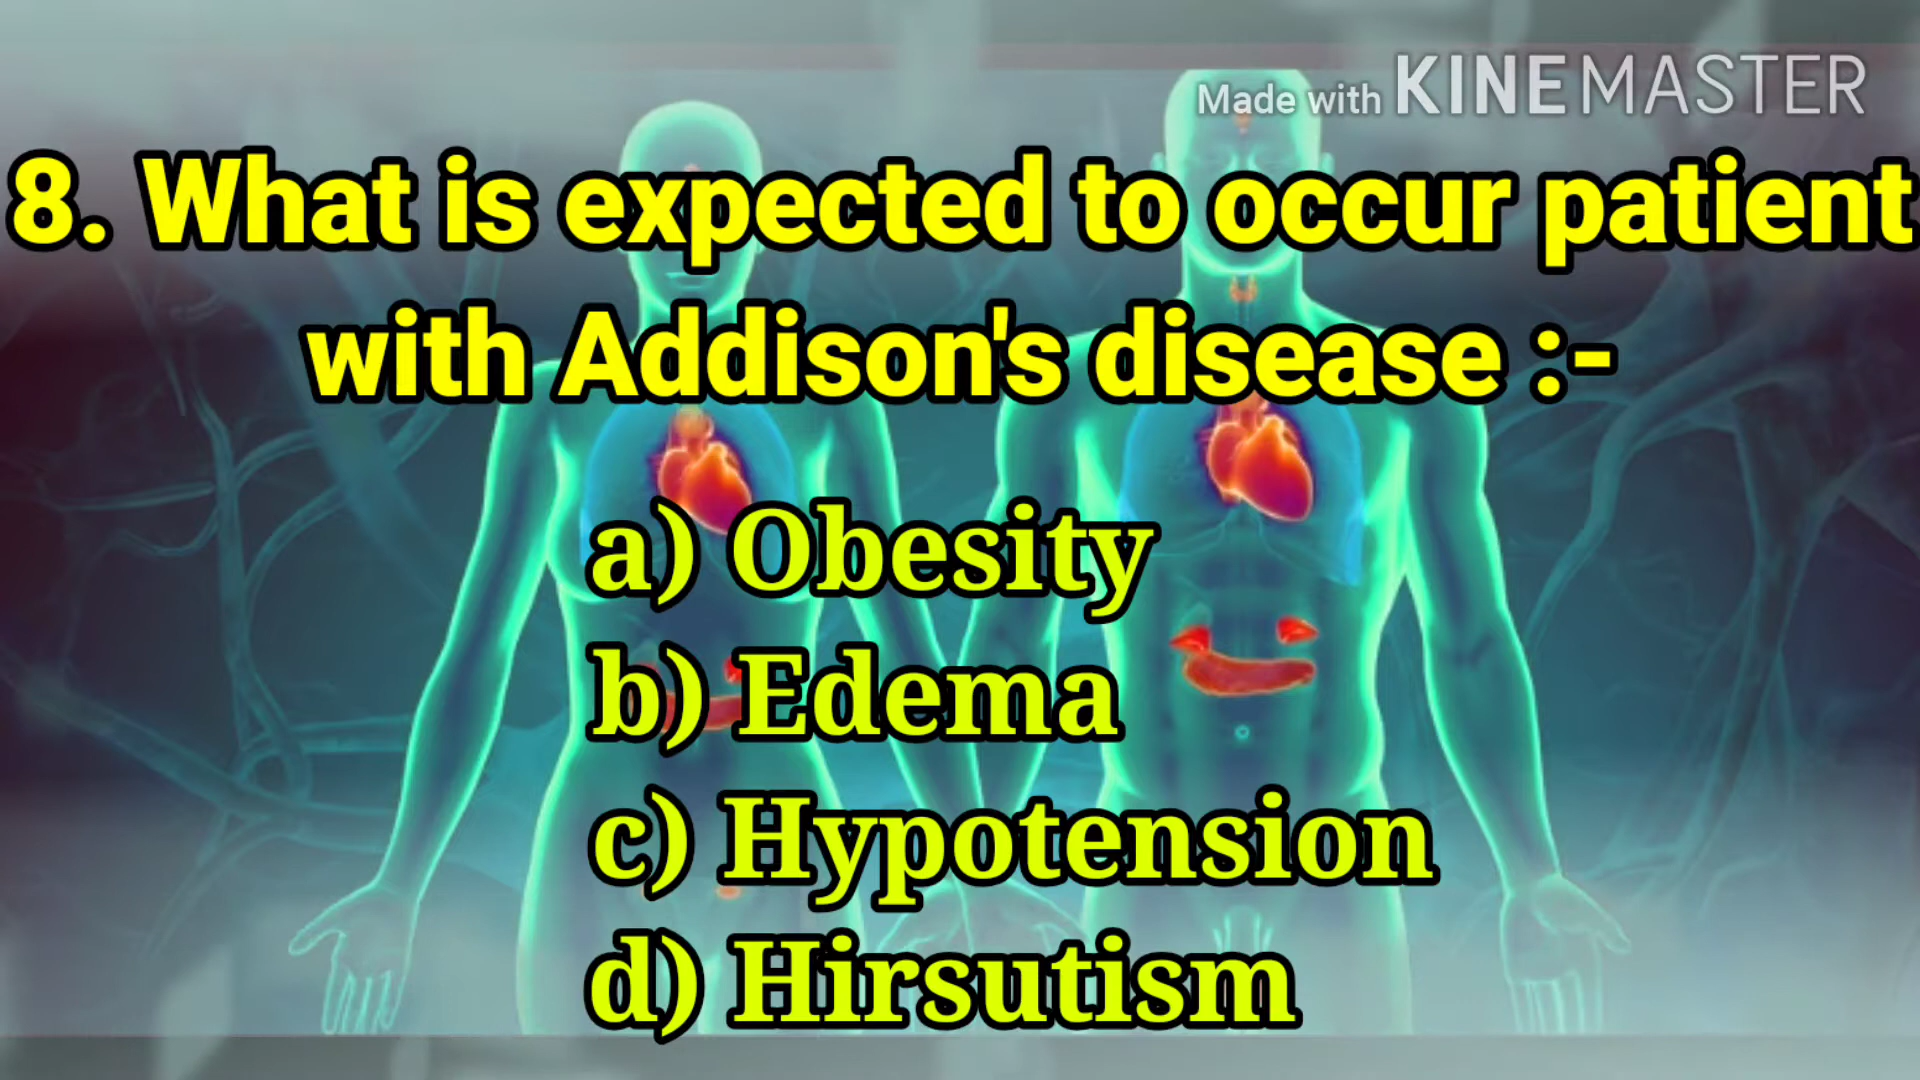 Made with KINEMASTER
8. What is expected to occur patient
with Addison's disease :-
a) Obesity
b) Edema
c) Hypotension
d) Hirsutism